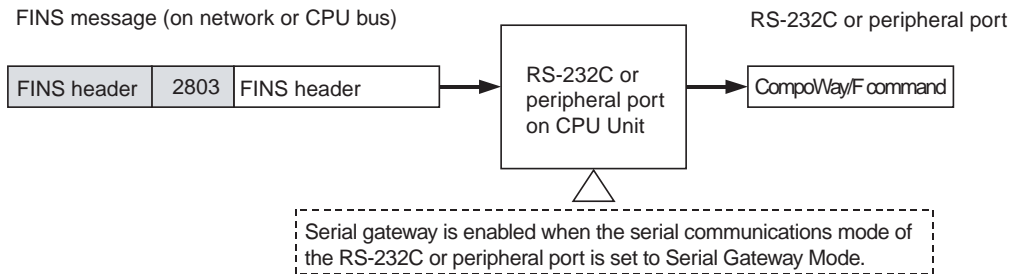 FINS message (on network or CPU bus)
RS-232C or peripheral port
FINS header 2803 FINS header
RS-232C or
peripheral port
on CPU Unit
CompoWay/F command
Serial gateway is enabled when the serial communications mode of
the RS-232C or peripheral port is set to Serial Gateway Mode.